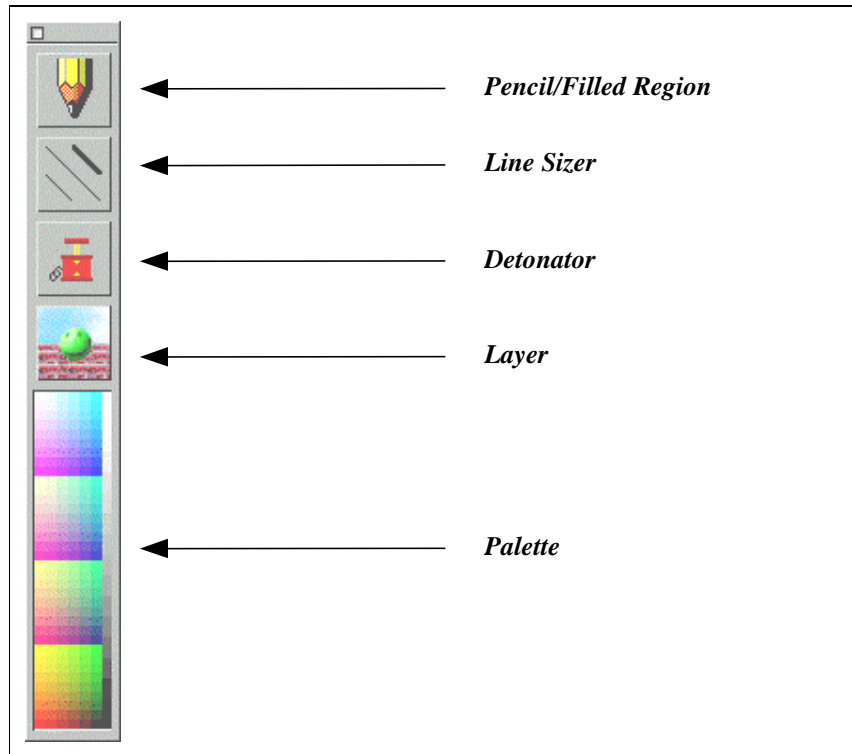 Pencil/Filled Region
Line Sizer
Detonator
Layer
Palette